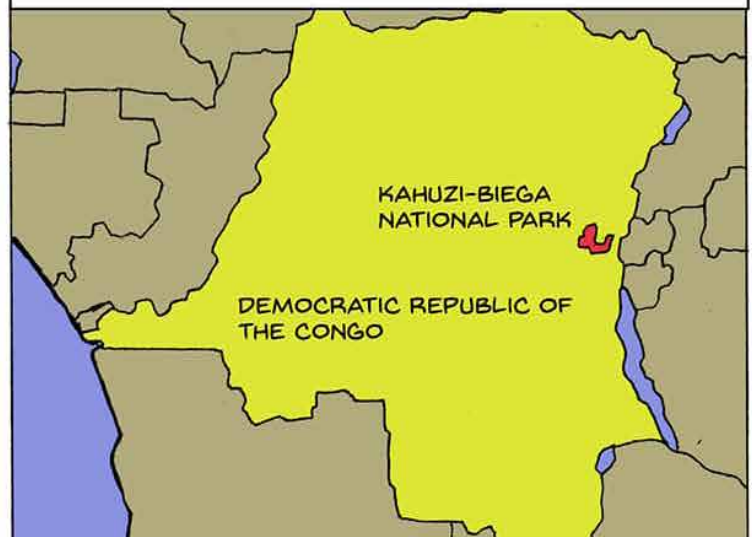 KAHUZI-BIEGA
NATIONAL PARK
DEMOCRATIC REPUBLIC OF
THE CONGO